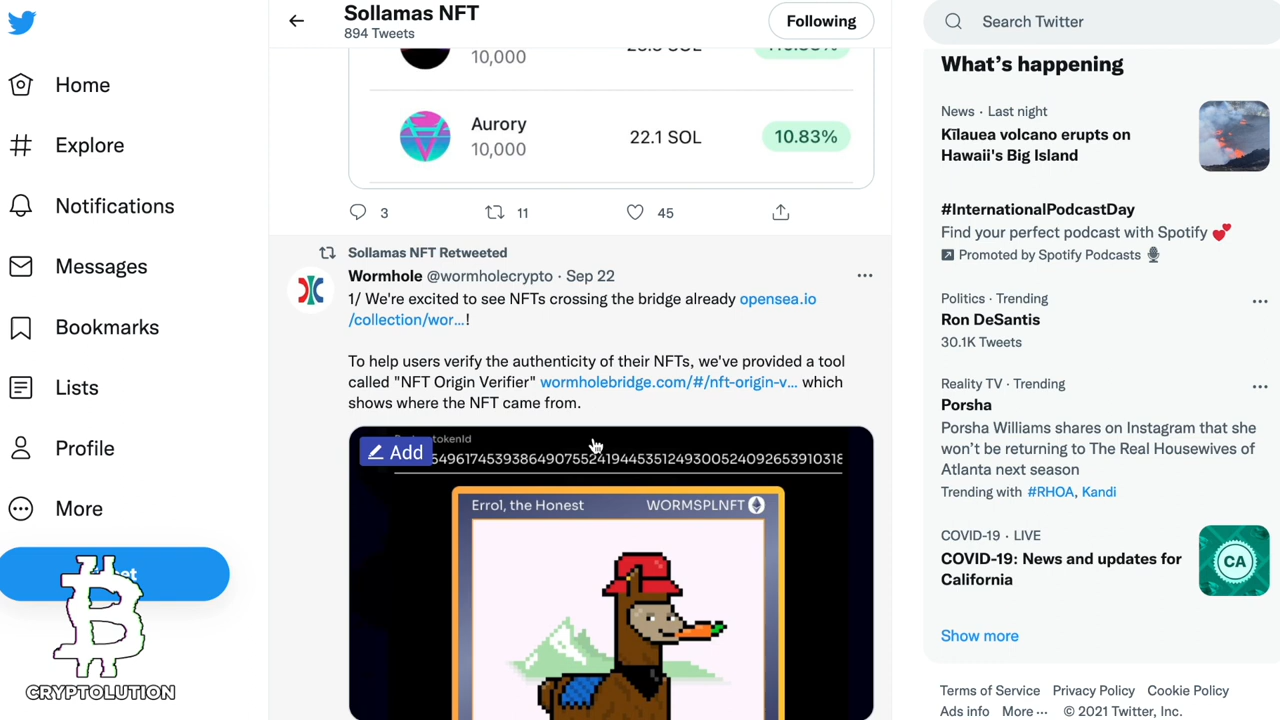 Home
Explore
Notifications
Messages
Bookmarks
Lists
Profile
More
CRYPTOLUTION
Sollamas NFT
894 Tweets
Following
10,000
Aurory
10,000
22.1 SOL
10.83%
3
11
45
Sollamas NFT Retweeted
Wormhole @wormholecrypto · Sep 22
1/ We're excited to see NFTs crossing the bridge already opensea.io
/collection/wor...!
To help users verify the authenticity of their NFTs, we've provided a tool
called "NFT Origin Verifier" wormholebridge.com/#/nft-origin-v... which
shows where the NFT came from.
Add
Errol, the Honest
WORMSPLNFT
Search Twitter
What's happening
News · Last night
Kīlauea volcano erupts on
Hawaii's Big Island
#InternationalPodcastDay
Find your perfect podcast with Spotify 💕
Promoted by Spotify Podcasts 🎙️
Politics · Trending
Ron DeSantis
30.1K Tweets
Reality TV · Trending
Porsha
Porsha Williams shares on Instagram that she
won't be returning to The Real Housewives of
Atlanta next season
Trending with #RHOA, Kandi
COVID-19 · LIVE
COVID-19: News and updates for
California
CA
Show more
Terms of Service Privacy Policy Cookie Policy
Ads info More ··· © 2021 Twitter, Inc.